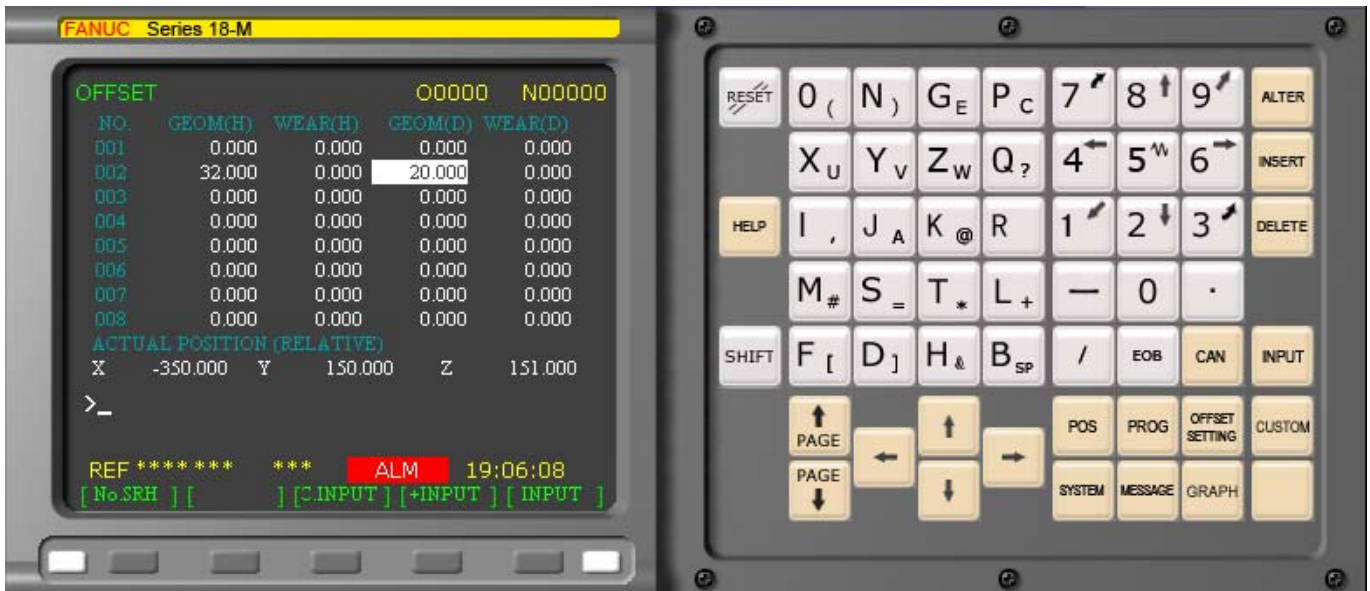 FANUC Series 18-M
OFFSET O0000 N00000
NO. GEOM(H) WEAR(H) GEOM(D) WEAR(D)
001 0.000 0.000 0.000 0.000
002 32.000 0.000 20.000 0.000
003 0.000 0.000 0.000 0.000
004 0.000 0.000 0.000 0.000
005 0.000 0.000 0.000 0.000
006 0.000 0.000 0.000 0.000
007 0.000 0.000 0.000 0.000
008 0.000 0.000 0.000 0.000
ACTUAL POSITION (RELATIVE)
X -350.000 Y 150.000 Z 151.000
>_
REF **** *** *** ALM 19:06:08
[ No.SRH ] [ ] [C.INPUT ] [+INPUT ] [ INPUT ]
RESET O ( N ) G E P C 7 8 9 ALTER
X U Y V Z W Q ? 4 5 6 INSERT
HELP I , J A K @ R 1 2 3 DELETE
M # S = T * L + — 0 .
SHIFT F [ D ] H & B SP / EOB CAN INPUT
PAGE POS PROG OFFSET SETTING CUSTOM
PAGE SYSTEM MESSAGE GRAPH